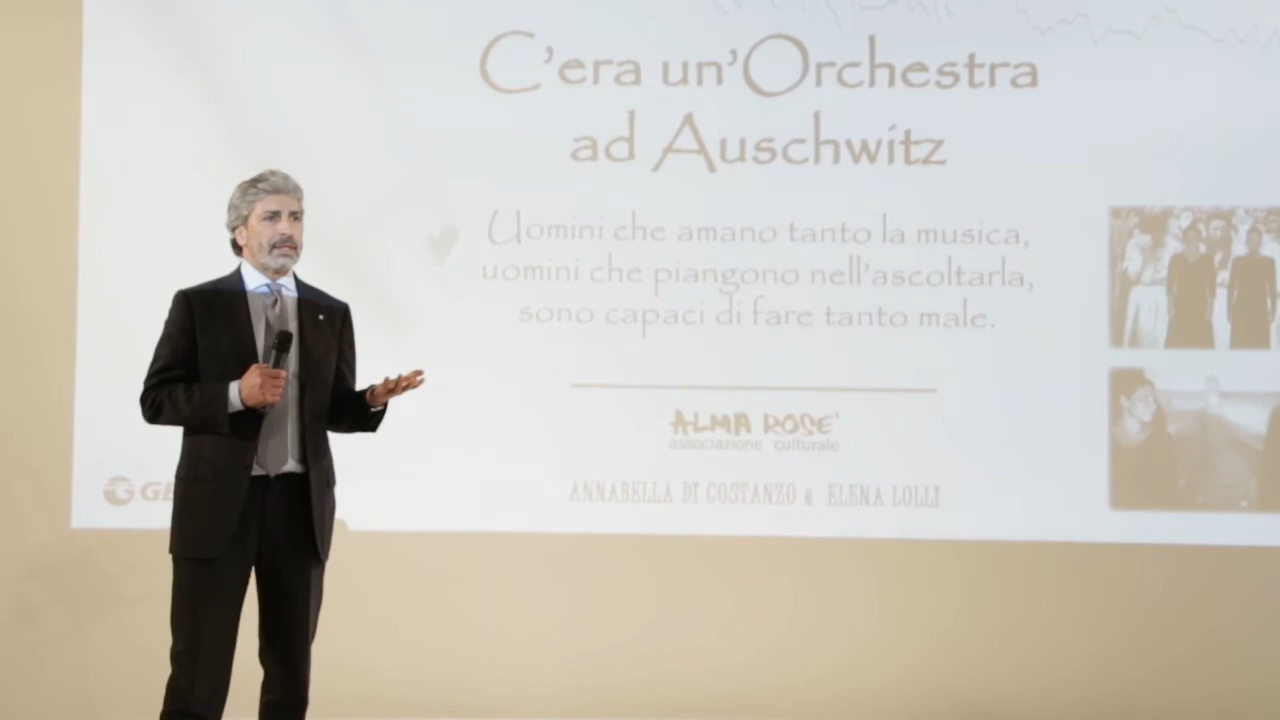 C'era un'Orchestra
ad Auschwitz
Uomini che amano tanto la musica,
uomini che piangono nell'ascoltarla,
sono capaci di fare tanto male.
ALMA ROSE'
associazione culturale
ANNABELLA DI COSTANZO & ELENA LOLLI